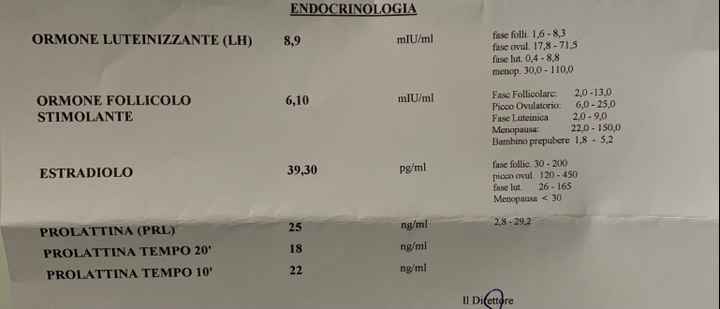 ENDOCRINOLOGIA
ORMONE LUTEINIZZANTE (LH) 8,9 mIU/ml fase folli. 1,6 - 8,3
fase ovul. 17,8 - 71,5
fase lut. 0,4 - 8,8
menop. 30,0 - 110,0
ORMONE FOLLICOLO 6,10 mIU/ml Fase Follicolare: 2,0 -13,0
STIMOLANTE Picco Ovulatorio: 6,0 - 25,0
Fase Luteinica 2,0 - 9,0
Menopausa: 22,0 - 150,0
Bambino prepubere 1,8 - 5,2
ESTRADIOLO 39,30 pg/ml fase follic. 30 - 200
picco ovul. 120 - 450
fase lut. 26 - 165
Menopausa < 30
PROLATTINA (PRL) 25 ng/ml 2,8 - 29,2
PROLATTINA TEMPO 20' 18 ng/ml
PROLATTINA TEMPO 10' 22 ng/ml
Il Direttore